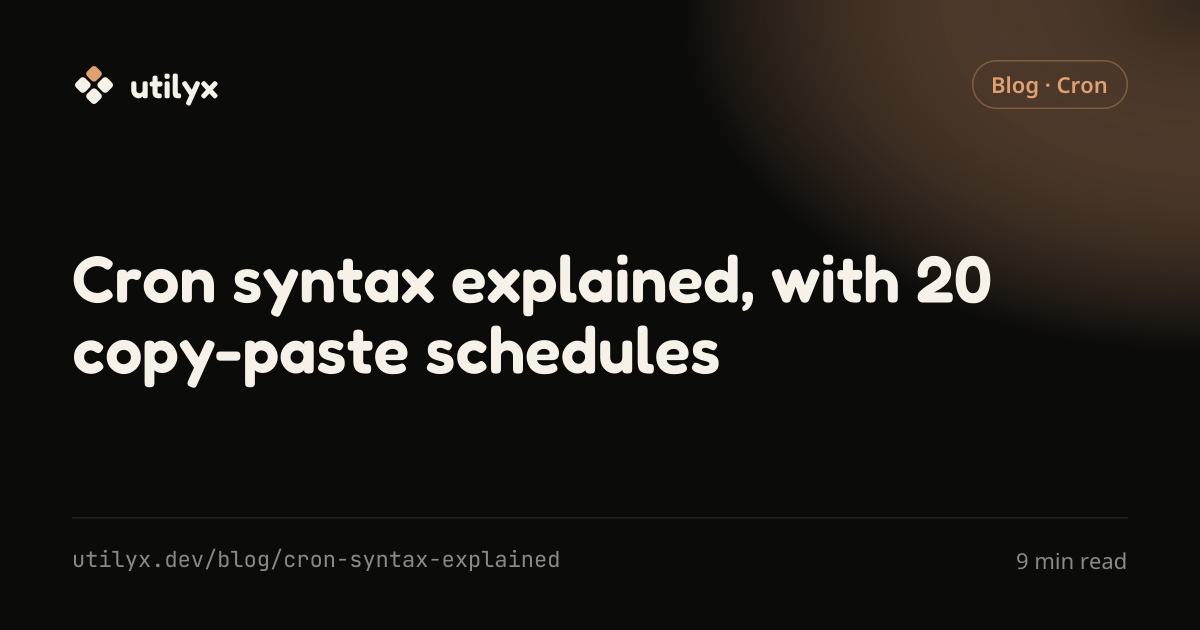 utilyx
Blog · Cron
Cron syntax explained, with 20
copy-paste schedules
utilyx.dev/blog/cron-syntax-explained
9 min read